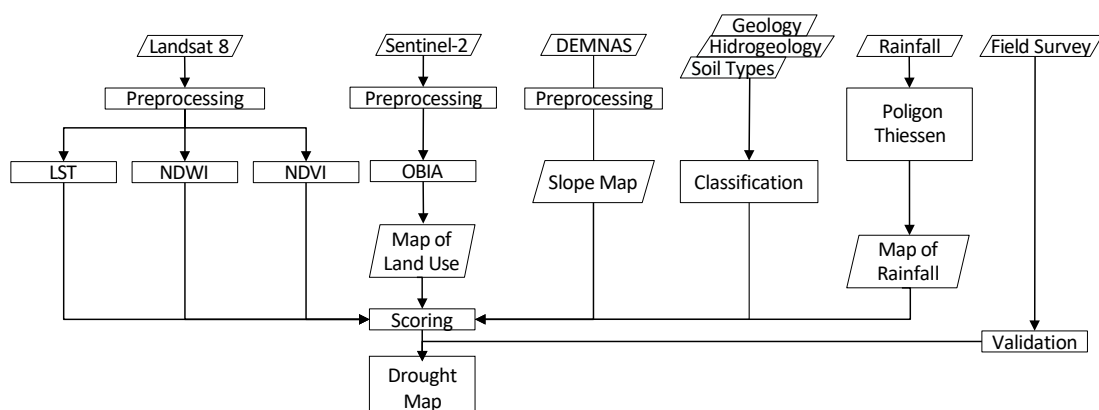 Landsat 8
Sentinel-2
DEMNAS
Geology
Hidrogeology
Soil Types
Rainfall
Field Survey
Preprocessing
Preprocessing
Preprocessing
Poligon
Thiessen
LST
NDWI
NDVI
OBIA
Slope Map
Classification
Map of
Land Use
Map of
Rainfall
Scoring
Validation
Drought
Map